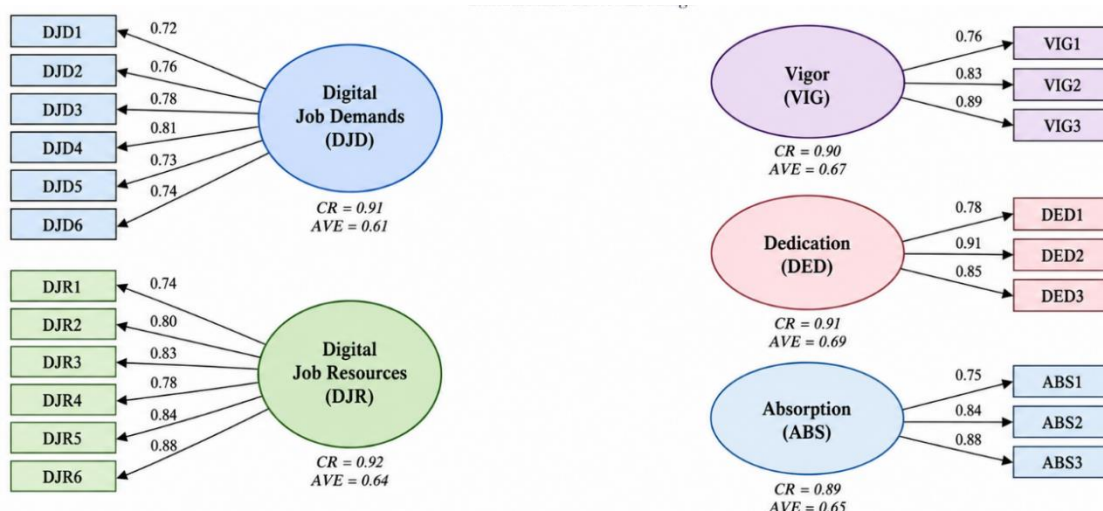 DJD1
DJD2
DJD3
DJD4
DJD5
DJD6
0.72
0.76
0.78
0.81
0.73
0.74
Digital
Job Demands
(DJD)
CR = 0.91
AVE = 0.61
DJR1
DJR2
DJR3
DJR4
DJR5
DJR6
0.74
0.80
0.83
0.78
0.84
0.88
Digital
Job Resources
(DJR)
CR = 0.92
AVE = 0.64
Vigor
(VIG)
CR = 0.90
AVE = 0.67
0.76
0.83
0.89
VIG1
VIG2
VIG3
Dedication
(DED)
CR = 0.91
AVE = 0.69
0.78
0.91
0.85
DED1
DED2
DED3
Absorption
(ABS)
CR = 0.89
AVE = 0.65
0.75
0.84
0.88
ABS1
ABS2
ABS3